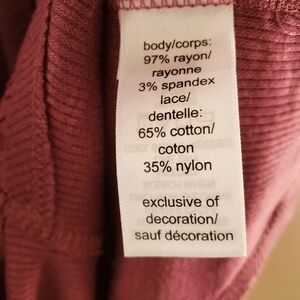 body/corps:
97% rayon/
rayonne
3% spandex
lace/
dentelle:
65% cotton/
coton
35% nylon
exclusive of
decoration/
sauf décoration